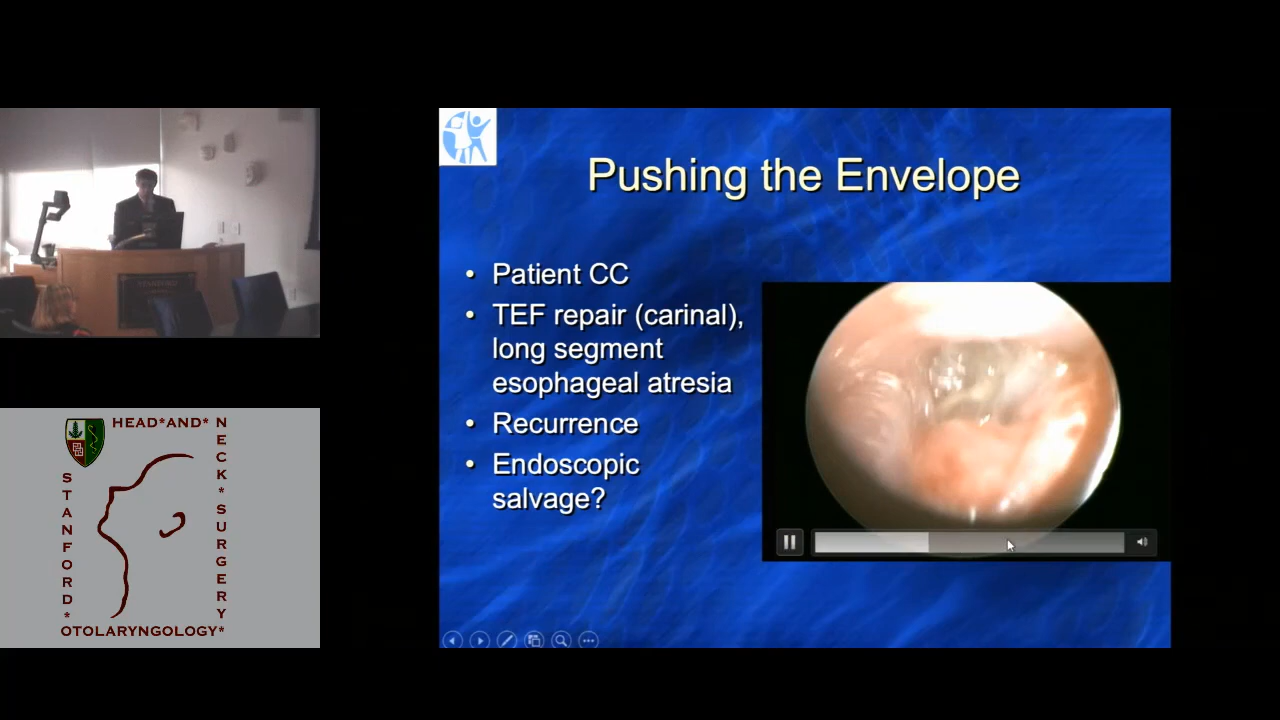 Pushing the Envelope
• Patient CC
• TEF repair (carinal),
long segment
esophageal atresia
• Recurrence
• Endoscopic
salvage?
HEAD*AND*
NECK*SURGERY
STANFORD*
OTOLARYNGOLOGY*